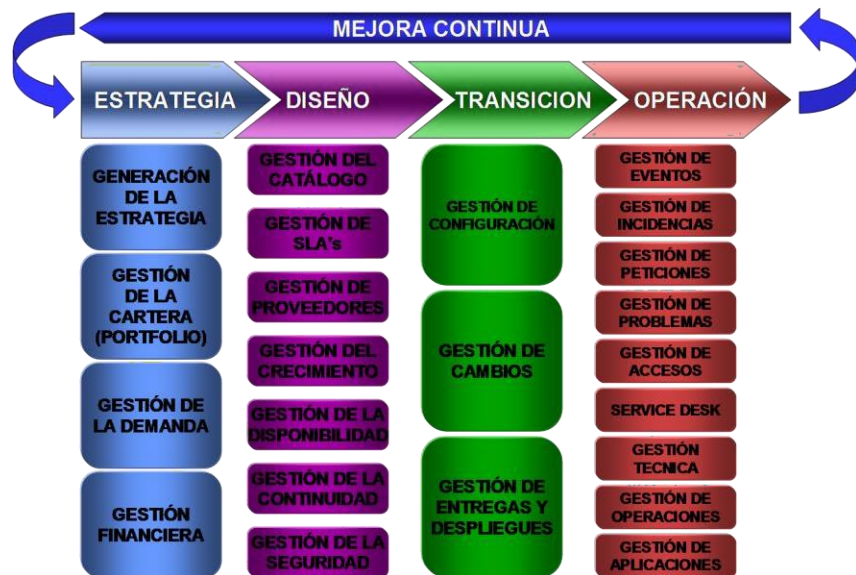 MEJORA CONTINUA
ESTRATEGIA
DISEÑO
TRANSICION
OPERACIÓN
GENERACIÓN
DE LA
ESTRATEGIA
GESTIÓN
DE LA
CARTERA
(PORTFOLIO)
GESTIÓN DE
LA DEMANDA
GESTIÓN
FINANCIERA
GESTIÓN DEL
CATÁLOGO
GESTIÓN DE
SLA's
GESTIÓN DE
PROVEEDORES
GESTIÓN DEL
CRECIMIENTO
GESTIÓN DE LA
DISPONIBILIDAD
GESTIÓN DE LA
CONTINUIDAD
GESTIÓN DE LA
SEGURIDAD
GESTIÓN DE
CONFIGURACIÓN
GESTIÓN DE
CAMBIOS
GESTIÓN DE
ENTREGAS Y
DESPLIEGUES
GESTIÓN DE
EVENTOS
GESTIÓN DE
INCIDENCIAS
GESTIÓN DE
PETICIONES
GESTIÓN DE
PROBLEMAS
GESTIÓN DE
ACCESOS
SERVICE DESK
GESTIÓN
TECNICA
GESTIÓN DE
OPERACIONES
GESTIÓN DE
APLICACIONES